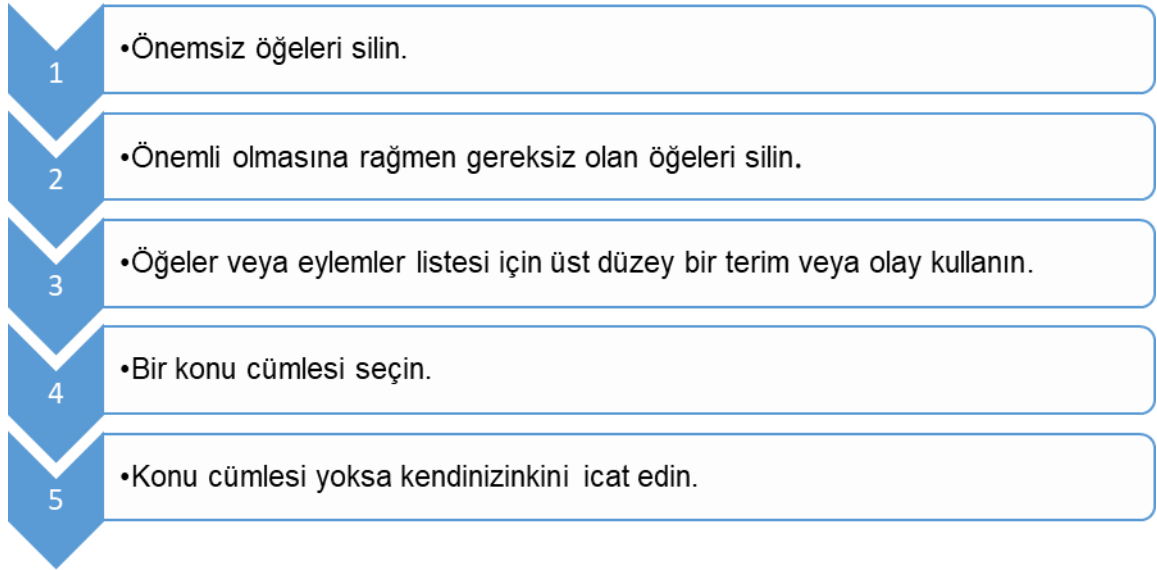 1
•Önemsiz öğeleri silin.
2
•Önemli olmasına rağmen gereksiz olan öğeleri silin.
3
•Öğeler veya eylemler listesi için üst düzey bir terim veya olay kullanın.
4
•Bir konu cümlesi seçin.
5
•Konu cümlesi yoksa kendinizinkini icat edin.